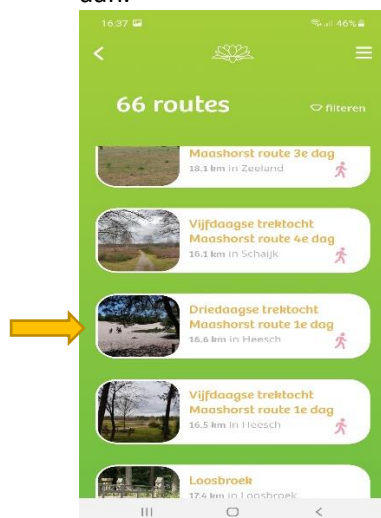 16:37 46%
66 routes
filteren
Maashorst route 3e dag
18.1 km in Zeeland
Vijfdaagse trektocht
Maashorst route 4e dag
16.1 km in Schaijk
Driedaagse trektocht
Maashorst route 1e dag
16.6 km in Heesch
Vijfdaagse trektocht
Maashorst route 1e dag
16.5 km in Heesch
Loosbroek
17.4 km in Loosbroek